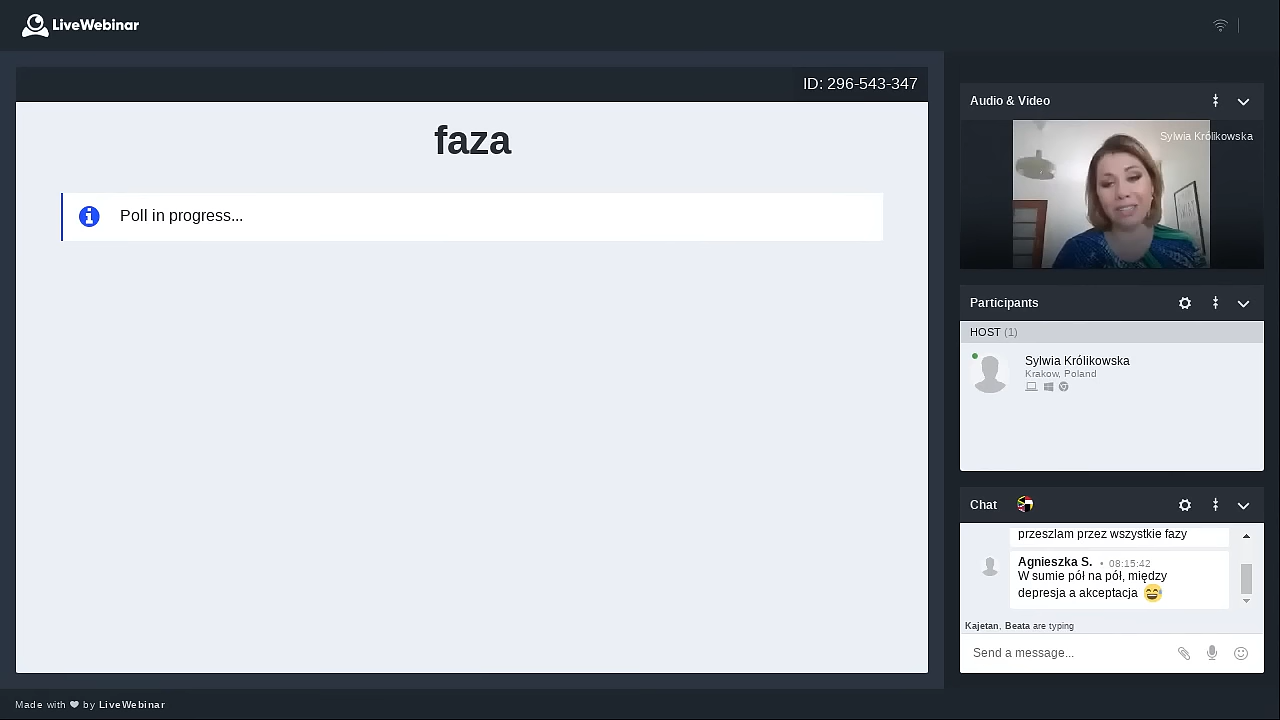 LiveWebinar
ID: 296-543-347
faza
Poll in progress...
Audio & Video
Sylwia Królikowska
Participants
HOST (1)
Sylwia Królikowska
Krakow, Poland
Chat
przeszlam przez wszystkie fazy
Agnieszka S. • 08:15:42
W sumie pół na pół, między
depresja a akceptacja 😅
Kajetan, Beata are typing
Send a message...
Made with ❤ by LiveWebinar